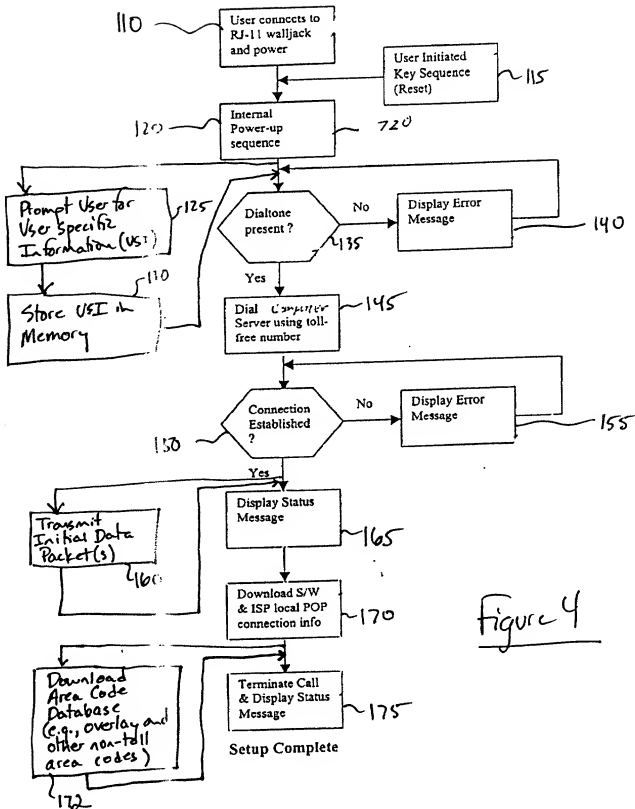 110
User connects to
RJ-11 walljack
and power
User Initiated
Key Sequence
(Reset)
115
120
Internal
Power-up
sequence
720
Prompt User for
User Specific
Information (USI)
125
Dialtone
present ?
135
No
Display Error
Message
140
130
Store USI in
Memory
Yes
Dial Computer
Server using toll-
free number
145
Connection
Established
?
150
No
Display Error
Message
155
Yes
Transmit
Initial Data
Packet(s)
160
Display Status
Message
165
Download S/W
& ISP local POP
connection info
170
Figure 4
Download
Area Code
Database
(e.g., overlay and
other non-toll
area codes)
172
Terminate Call
& Display Status
Message
175
Setup Complete